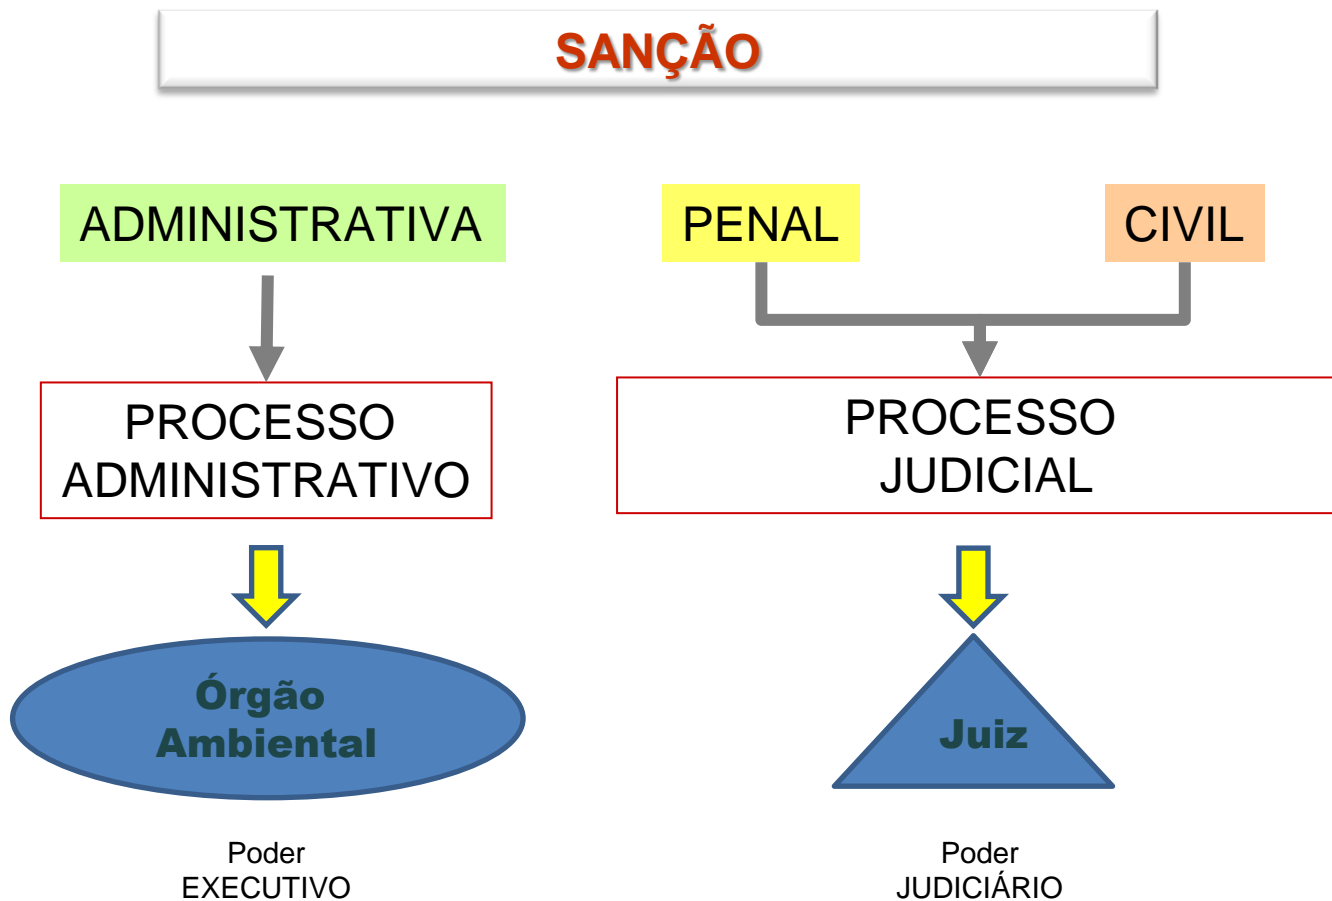 SANÇÃO
ADMINISTRATIVA
PENAL
CIVIL
PROCESSO
ADMINISTRATIVO
PROCESSO
JUDICIAL
Órgão
Ambiental
Juiz
Poder
EXECUTIVO
Poder
JUDICIÁRIO